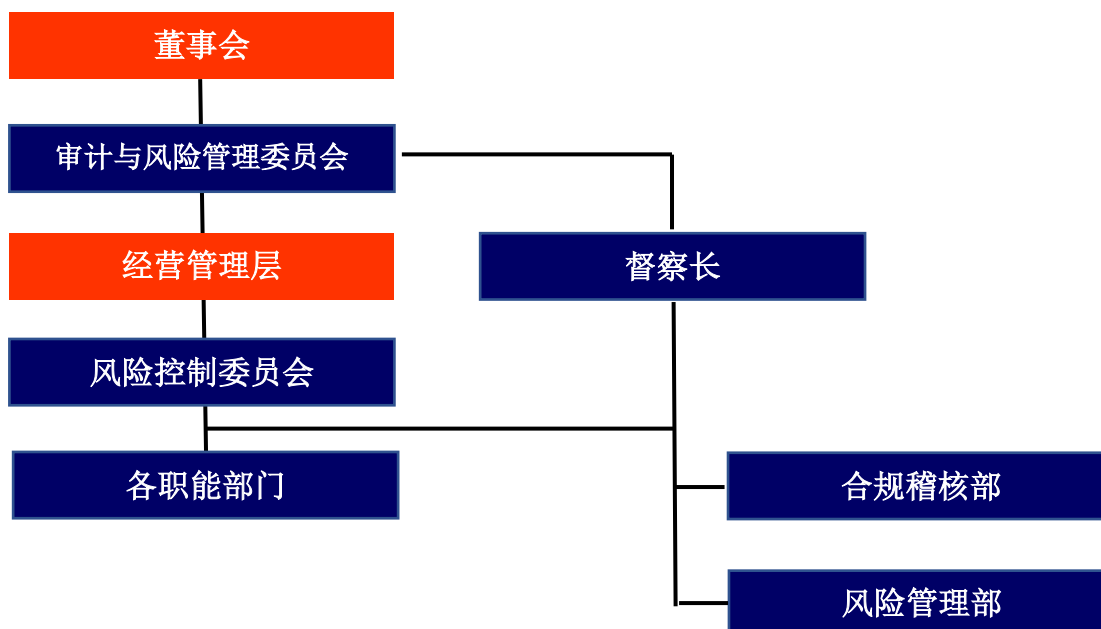 董事会
审计与风险管理委员会
经营管理层
督察长
风险控制委员会
各职能部门
合规稽核部
风险管理部